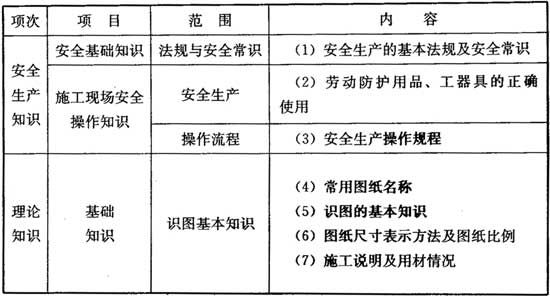 项次 项 目 范 围 内 容
安全生产知识 安全基础知识 法规与安全常识 (1) 安全生产的基本法规及安全常识
施工现场安全操作知识 安全生产 (2) 劳动防护用品、工器具的正确
使用
操作流程 (3) 安全生产操作规程
理论知识 基础知识 识图基本知识 (4) 常用图纸名称
(5) 识图的基本知识
(6) 图纸尺寸表示方法及图纸比例
(7) 施工说明及用材情况